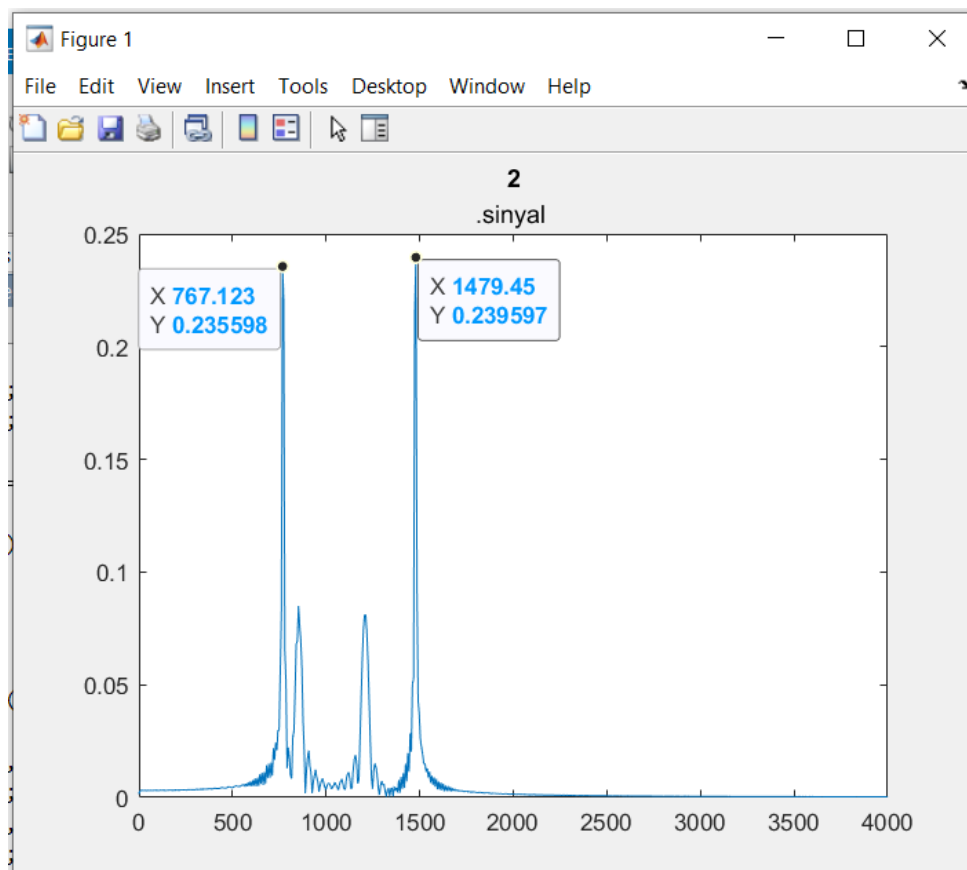 Figure 1
File Edit View Insert Tools Desktop Window Help
2
.sinyal
0.25
0.2
0.15
0.1
0.05
0
X 767.123
Y 0.235598
X 1479.45
Y 0.239597
0 500 1000 1500 2000 2500 3000 3500 4000